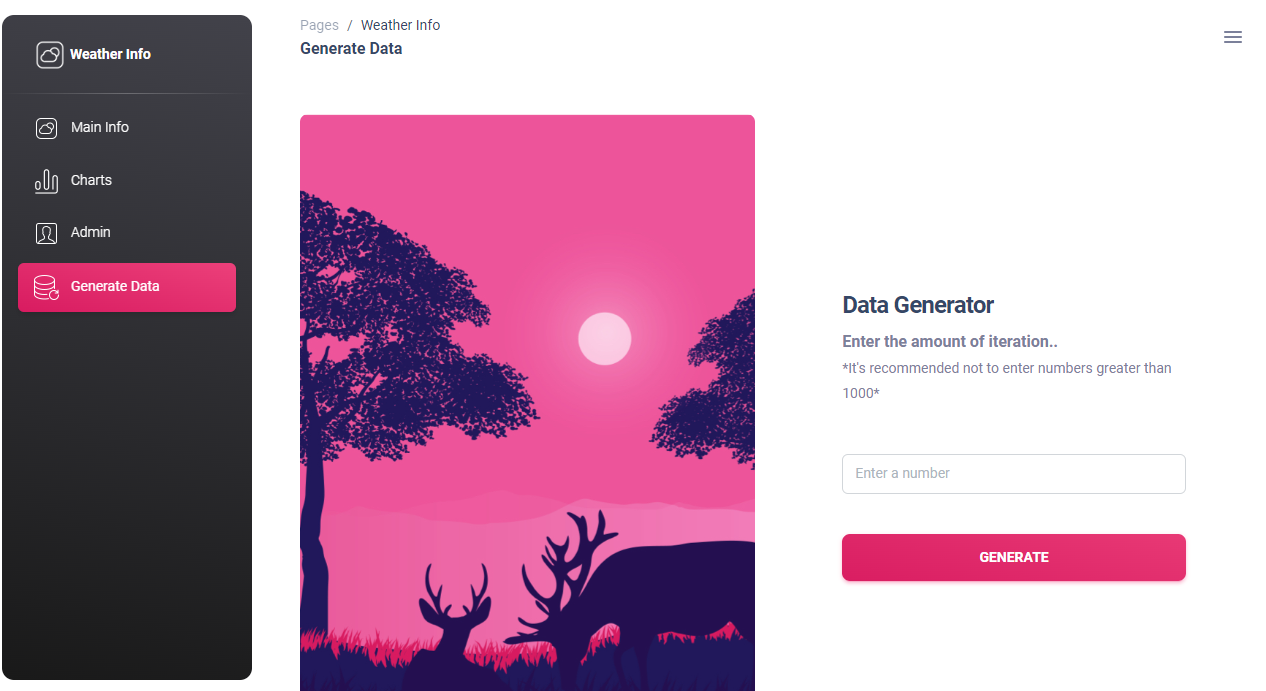 Weather Info
Main Info
Charts
Admin
Generate Data
Pages / Weather Info
Generate Data
Data Generator
Enter the amount of iteration..
*It's recommended not to enter numbers greater than
1000*
Enter a number
GENERATE